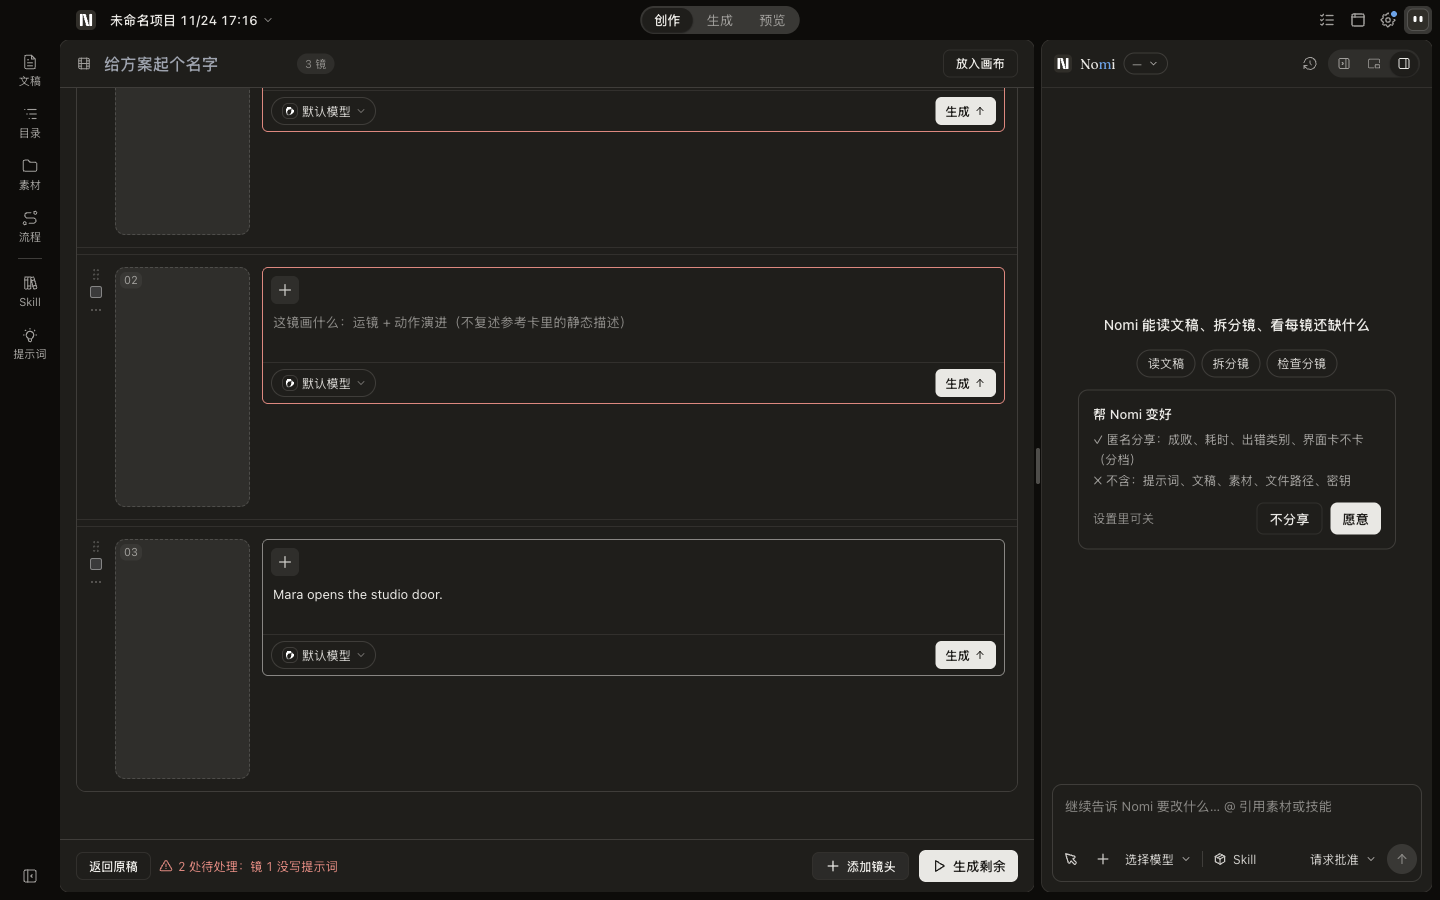 未命名项目 11/24 17:16
创作
生成
预览
文稿
目录
素材
流程
Skill
提示词
给方案起个名字
3 镜
放入画布
默认模型
生成
02
这镜画什么：运镜 + 动作演进（不复述参考卡里的静态描述）
默认模型
生成
03
Mara opens the studio door.
默认模型
生成
返回原稿
2 处待处理：镜 1 没写提示词
添加镜头
生成剩余
Nomi
—
Nomi 能读文稿、拆分镜、看每镜还缺什么
读文稿
拆分镜
检查分镜
帮 Nomi 变好
✓ 匿名分享：成败、耗时、出错类别、界面卡不卡
（分档）
✕ 不含：提示词、文稿、素材、文件路径、密钥
设置里可关
不分享
愿意
继续告诉 Nomi 要改什么… @ 引用素材或技能
选择模型
Skill
请求批准